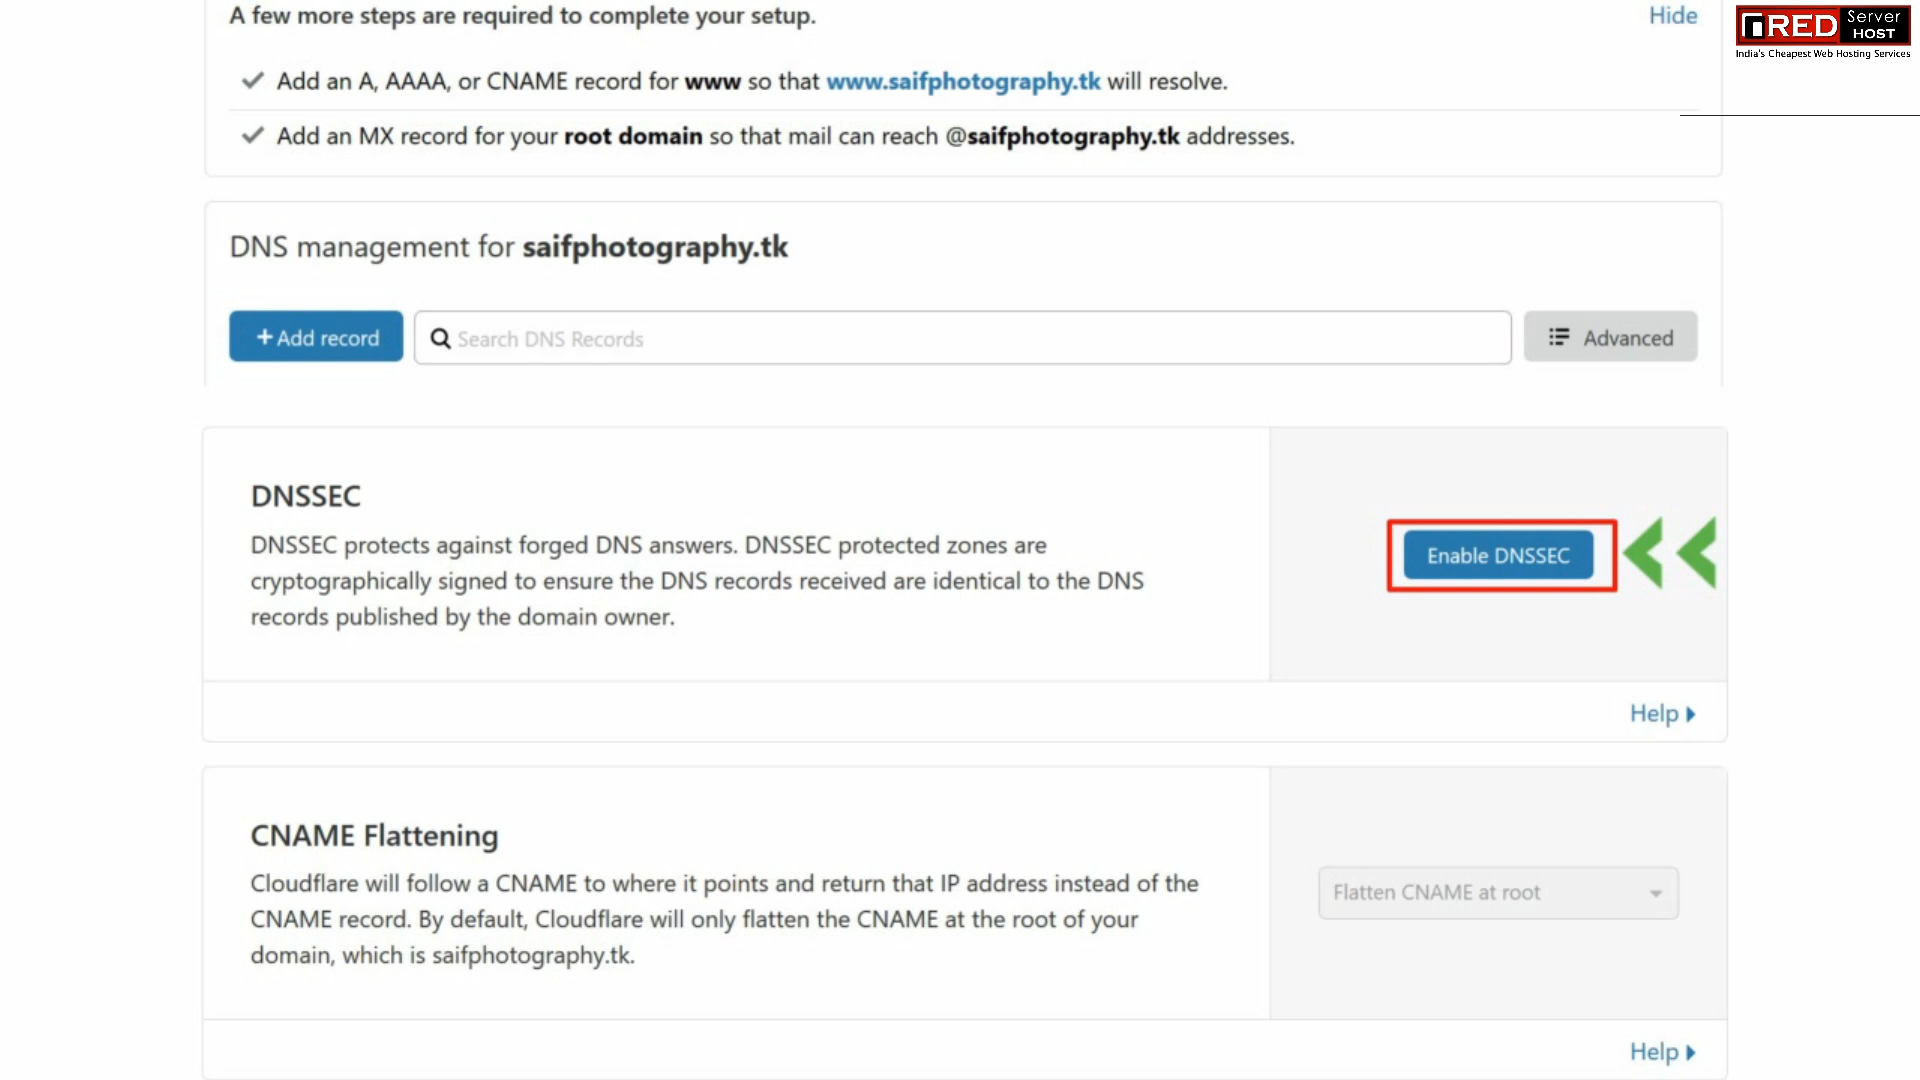 A few more steps are required to complete your setup.
Hide
RED Server HOST
India's Cheapest Web Hosting Services
Add an A, AAAA, or CNAME record for www so that www.saifphotography.tk will resolve.
Add an MX record for your root domain so that mail can reach @saifphotography.tk addresses.
DNS management for saifphotography.tk
+ Add record
Search DNS Records
Advanced
DNSSEC
DNSSEC protects against forged DNS answers. DNSSEC protected zones are
cryptographically signed to ensure the DNS records received are identical to the DNS
records published by the domain owner.
Enable DNSSEC
Help
CNAME Flattening
Cloudflare will follow a CNAME to where it points and return that IP address instead of the
CNAME record. By default, Cloudflare will only flatten the CNAME at the root of your
domain, which is saifphotography.tk.
Flatten CNAME at root
Help